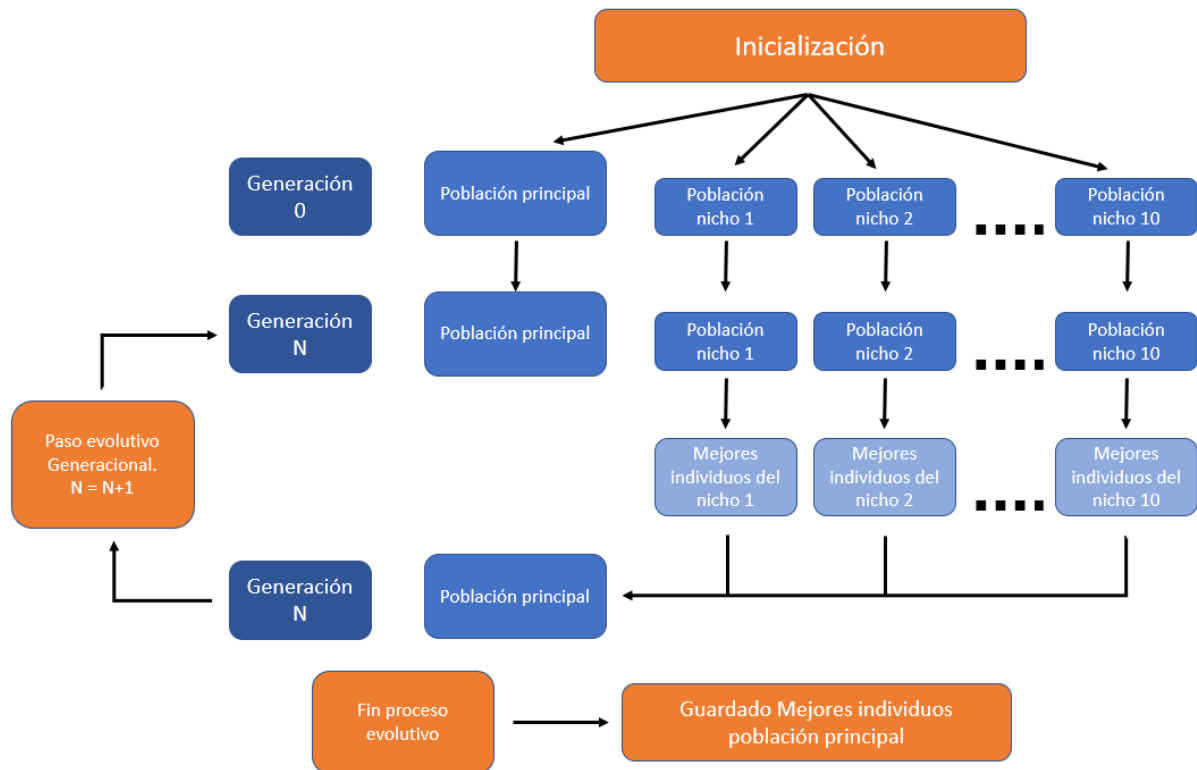 Inicialización
Generación
0
Población principal
Población
nicho 1
Población
nicho 2
Población
nicho 10
Generación
N
Población principal
Población
nicho 1
Población
nicho 2
Población
nicho 10
Paso evolutivo
Generacional.
N = N+1
Mejores
individuos del
nicho 1
Mejores
individuos del
nicho 2
Mejores
individuos del
nicho 10
Generación
N
Población principal
Fin proceso
evolutivo
Guardado Mejores individuos
población principal